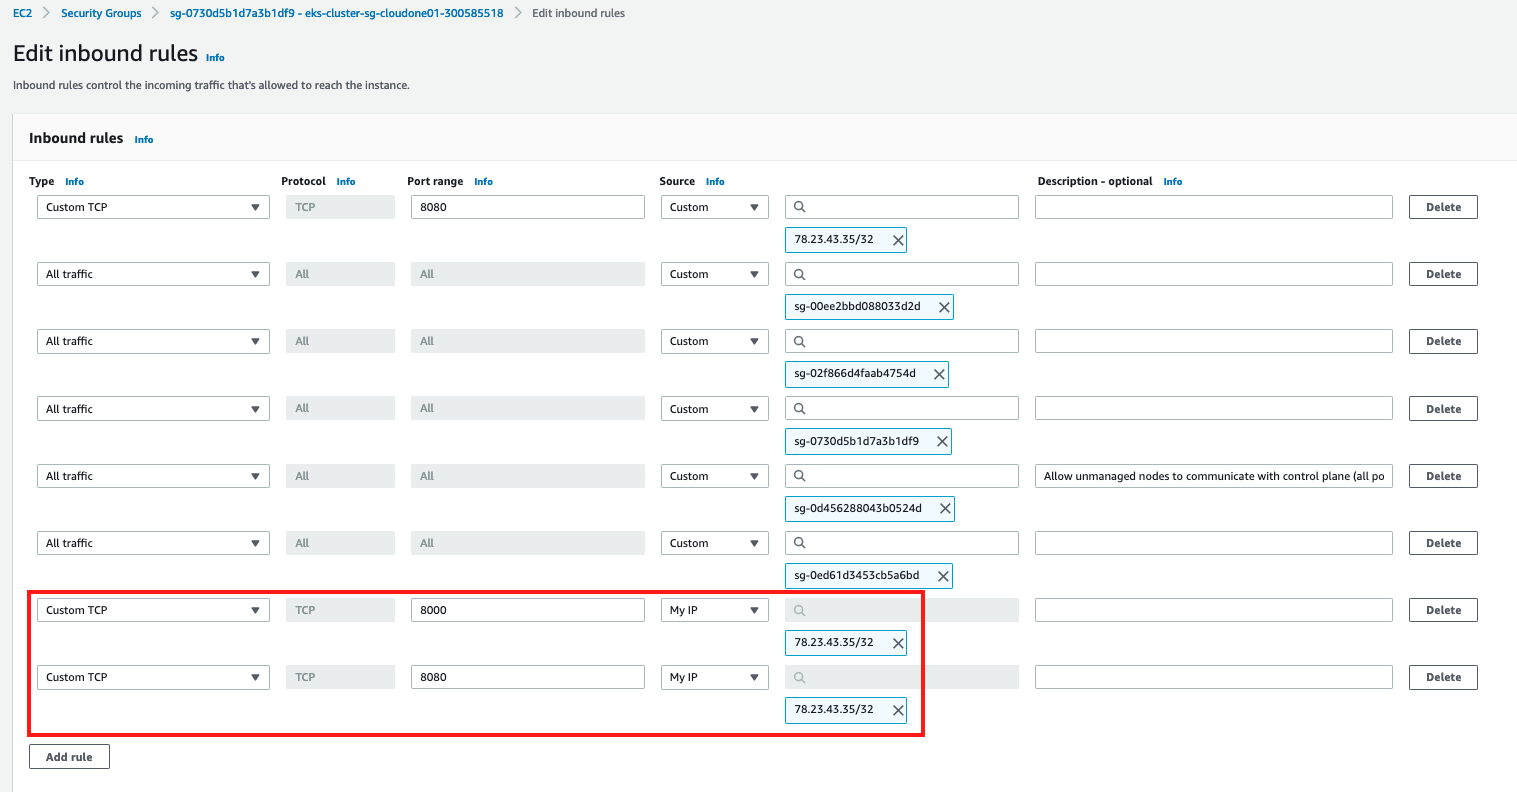 EC2 > Security Groups > sg-0730d5b1d7a3b1df9 - eks-cluster-sg-cloudone01-300585518 > Edit inbound rules
Edit inbound rules Info
Inbound rules control the incoming traffic that's allowed to reach the instance.
Inbound rules Info
Type Info Protocol Info Port range Info Source Info Description - optional Info
Custom TCP TCP 8080 Custom Delete
78.23.43.35/32
All traffic All All Custom Delete
sg-00ee2bbd088033d2d
All traffic All All Custom Delete
sg-02f866d4faab4754d
All traffic All All Custom Delete
sg-0730d5b1d7a3b1df9
All traffic All All Custom Allow unmanaged nodes to communicate with control plane (all po Delete
sg-0d456288043b0524d
All traffic All All Custom Delete
sg-0ed61d3453cb5a6bd
Custom TCP TCP 8000 My IP Delete
78.23.43.35/32
Custom TCP TCP 8080 My IP Delete
78.23.43.35/32
Add rule